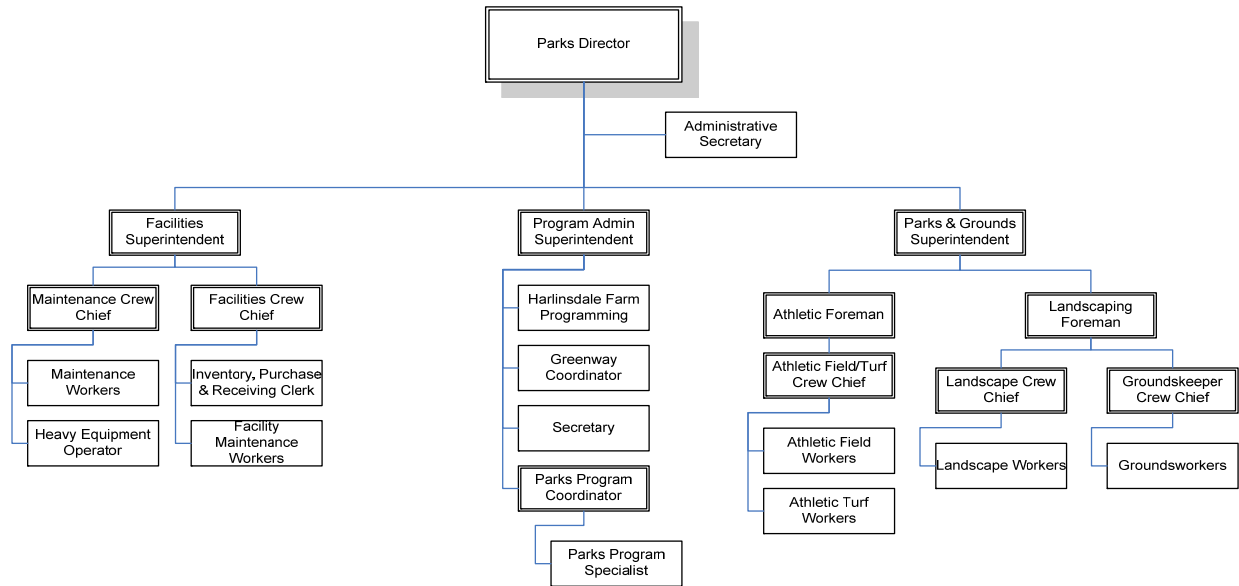 Parks Director
Administrative
Secretary
Facilities
Superintendent
Program Admin
Superintendent
Parks & Grounds
Superintendent
Maintenance Crew
Chief
Facilities Crew
Chief
Maintenance
Workers
Inventory, Purchase
& Receiving Clerk
Heavy Equipment
Operator
Facility
Maintenance
Workers
Harlinsdale Farm
Programming
Greenway
Coordinator
Secretary
Parks Program
Coordinator
Parks Program
Specialist
Athletic Foreman
Landscaping
Foreman
Athletic Field/Turf
Crew Chief
Landscape Crew
Chief
Groundskeeper
Crew Chief
Athletic Field
Workers
Landscape Workers
Groundsworkers
Athletic Turf
Workers